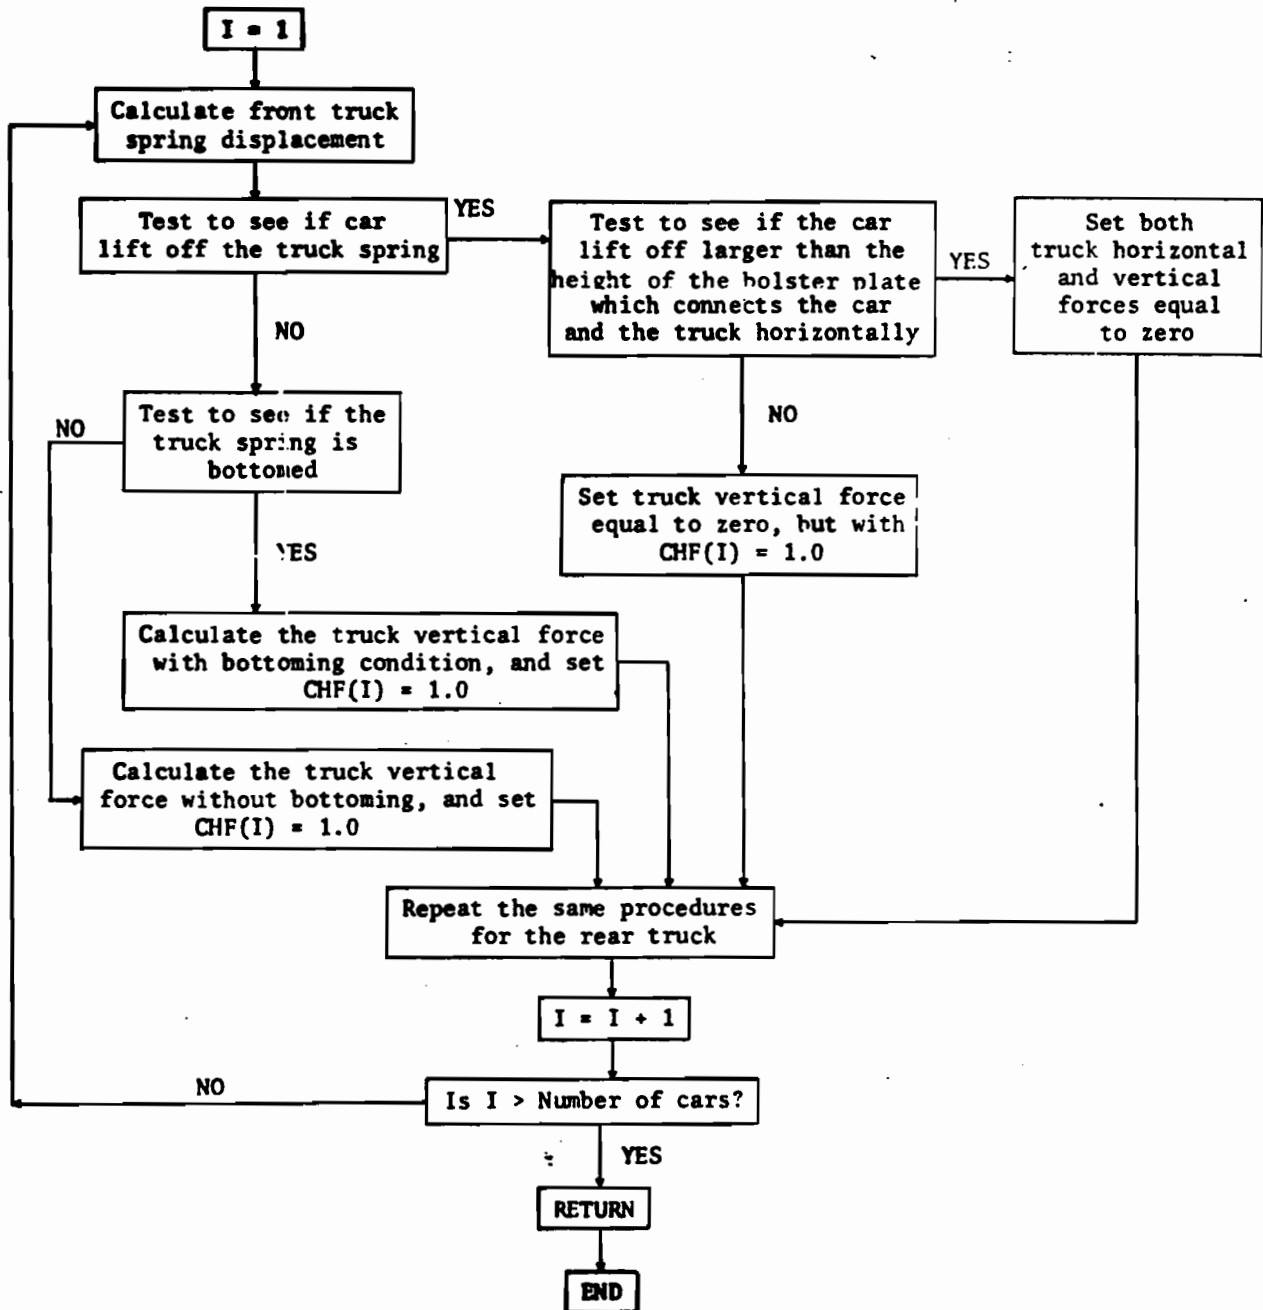 I = 1
Calculate front truck
spring displacement
Test to see if car
lift off the truck spring
YES
Test to see if the car
lift off larger than the
height of the bolster plate
which connects the car
and the truck horizontally
YES
Set both
truck horizontal
and vertical
forces equal
to zero
NO
Test to see if the
truck spring is
bottomed
NO
NO
Set truck vertical force
equal to zero, but with
CHF(I) = 1.0
YES
Calculate the truck vertical force
with bottoming condition, and set
CHF(I) = 1.0
Calculate the truck vertical
force without bottoming, and set
CHF(I) = 1.0
Repeat the same procedures
for the rear truck
I = I + 1
Is I > Number of cars?
NO
YES
RETURN
END